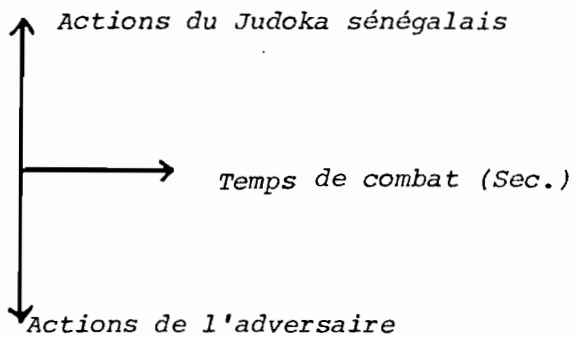 Actions du Judoka sénégalais
Temps de combat (Sec.)
Actions de l'adversaire